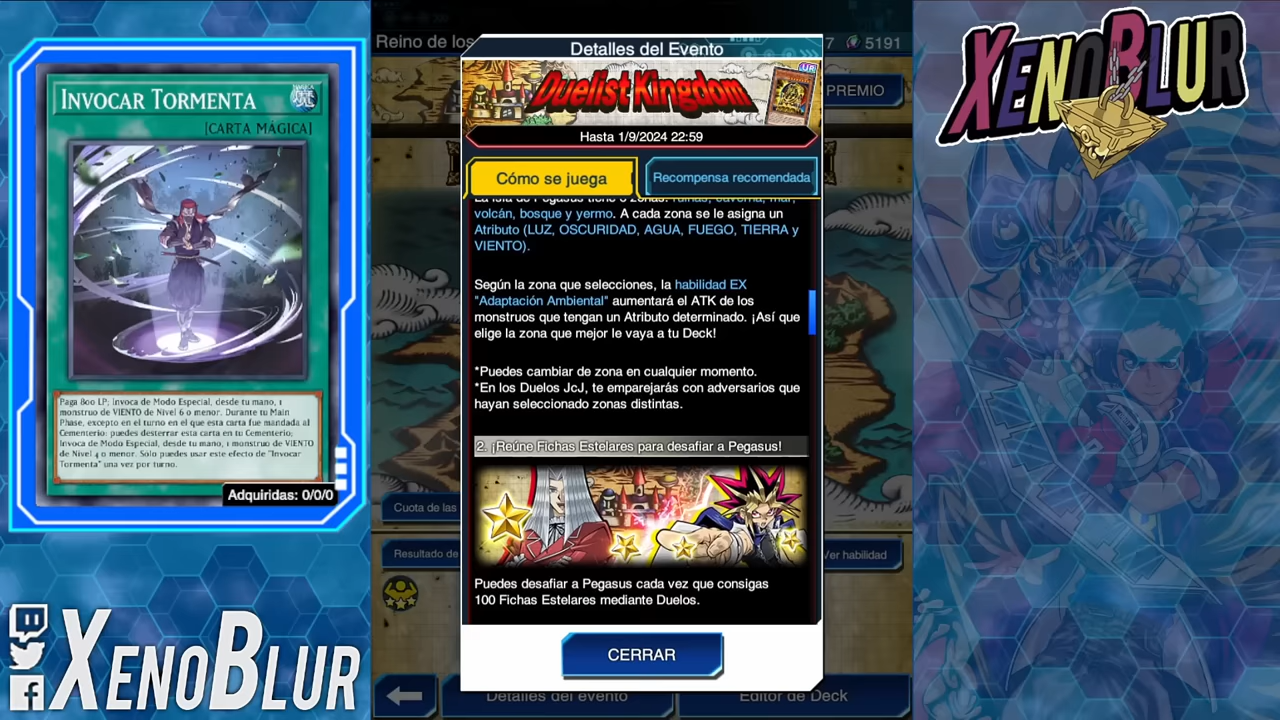 INVOCAR TORMENTA
[CARTA MÁGICA]
Paga 800 LP; Invoca de Modo Especial, desde tu mano, 1
monstruo de VIENTO de Nivel 6 o menor. Durante tu Main
Phase, excepto en el turno en el que esta carta fue mandada al
Cementerio: puedes desterrar esta carta en tu Cementerio;
Invoca de Modo Especial, desde tu mano, 1 monstruo de VIENTO
de Nivel 4 o menor. Solo puedes usar este efecto de "Invocar
Tormenta" una vez por turno.
Adquiridas: 0/0/0
XENOBLUR
Reino de los
7 5191
PREMIO
Detalles del Evento
Duelist Kingdom
UR
Hasta 1/9/2024 22:59
Cómo se juega
Recompensa recomendada
volcán, bosque y yermo. A cada zona se le asigna un
Atributo (LUZ, OSCURIDAD, AGUA, FUEGO, TIERRA y
VIENTO).
Según la zona que selecciones, la habilidad EX
"Adaptación Ambiental" aumentará el ATK de los
monstruos que tengan un Atributo determinado. ¡Así que
elige la zona que mejor le vaya a tu Deck!
*Puedes cambiar de zona en cualquier momento.
*En los Duelos JcJ, te emparejarás con adversarios que
hayan seleccionado zonas distintas.
2. ¡Reúne Fichas Estelares para desafiar a Pegasus!
Puedes desafiar a Pegasus cada vez que consigas
100 Fichas Estelares mediante Duelos.
CERRAR
Cuota de las
Resultado de
Ver habilidad
Detalles del evento
Editor de Deck
XENOBLUR